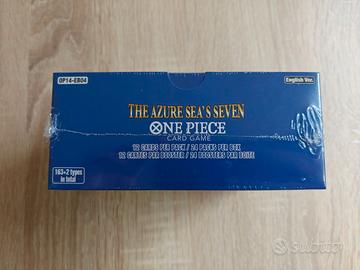 OP14-EB04
English Ver.
THE AZURE SEA'S SEVEN
ONE PIECE
CARD GAME
12 CARDS PER PACK / 24 PACKS PER BOX
12 CARTES PAR BOOSTER / 24 BOOSTERS PAR BOITE
163+2 types
in total
subito